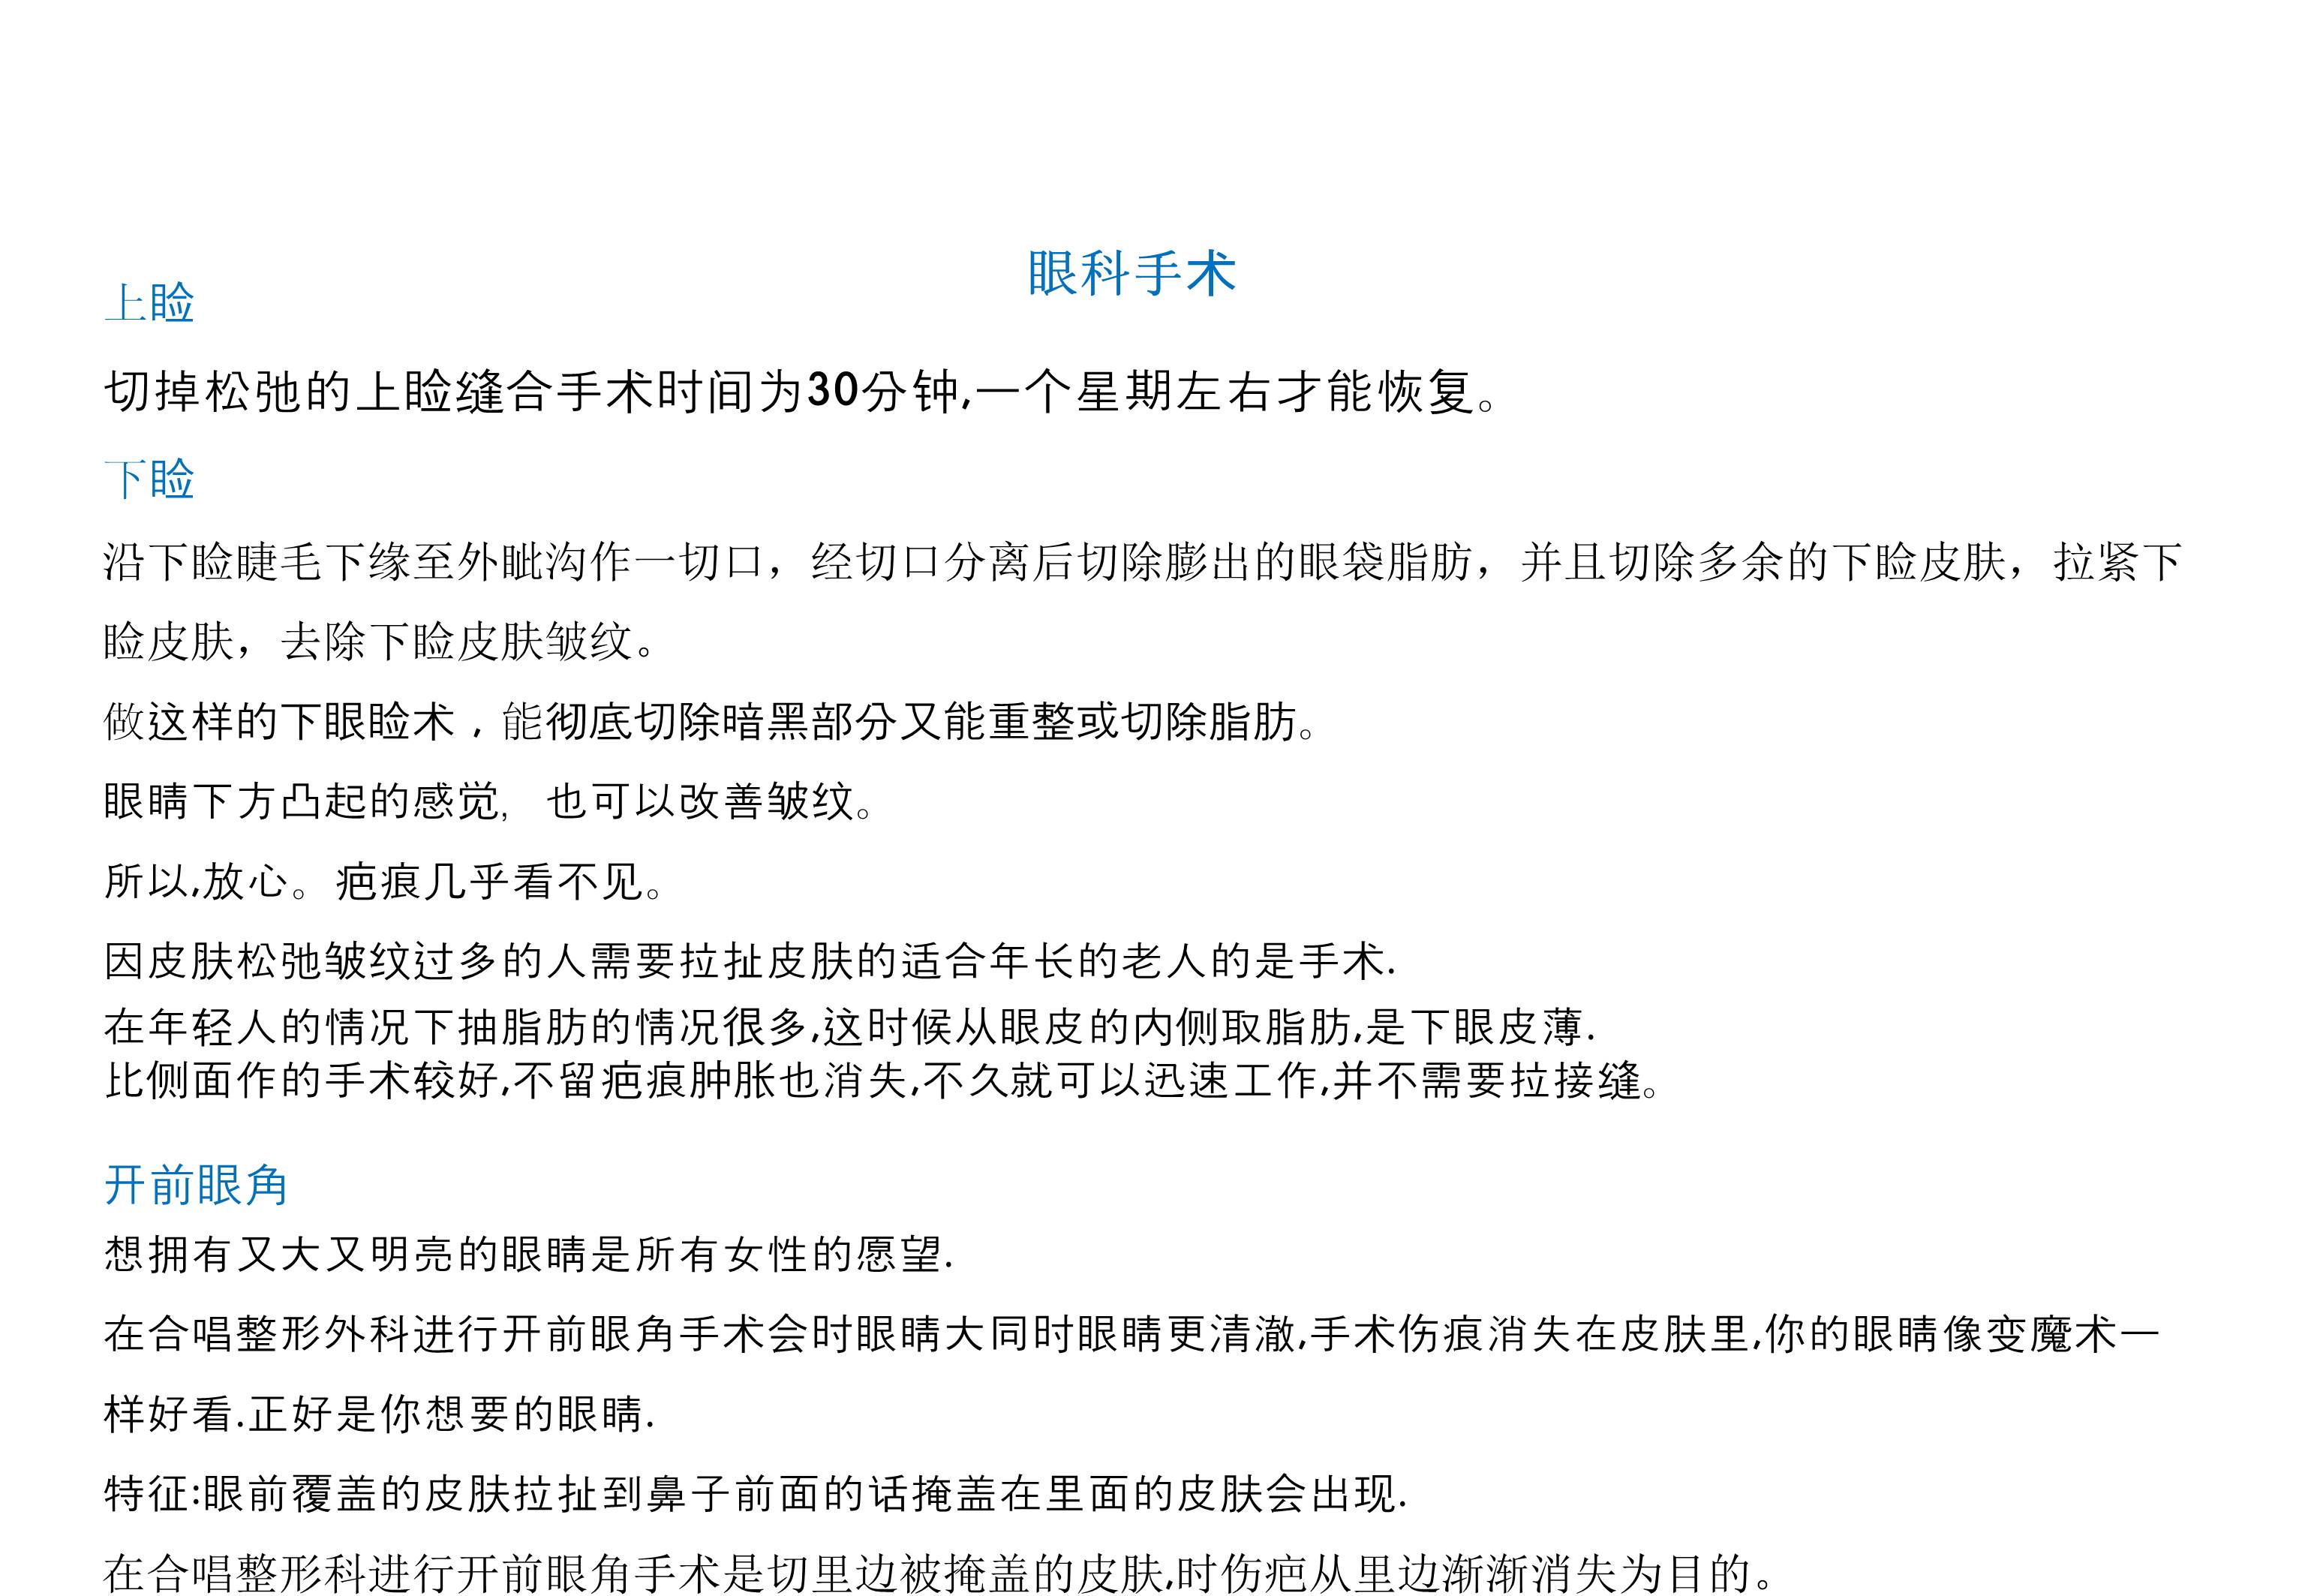 眼科手术
上睑
切掉松弛的上睑缝合手术时间为30分钟,一个星期左右才能恢复。
下睑
沿下睑睫毛下缘至外眦沟作一切口，经切口分离后切除膨出的眼袋脂肪，并且切除多余的下睑皮肤，拉紧下
睑皮肤，去除下睑皮肤皱纹。
做这样的下眼睑术，能彻底切除暗黑部分又能重整或切除脂肪。
眼睛下方凸起的感觉, 也可以改善皱纹。
所以,放心。疤痕几乎看不见。
因皮肤松弛皱纹过多的人需要拉扯皮肤的适合年长的老人的是手术.
在年轻人的情况下抽脂肪的情况很多,这时候从眼皮的内侧取脂肪,是下眼皮薄.
比侧面作的手术较好,不留疤痕肿胀也消失,不久就可以迅速工作,并不需要拉接缝。
开前眼角
想拥有又大又明亮的眼睛是所有女性的愿望.
在合唱整形外科进行开前眼角手术会时眼睛大同时眼睛更清澈,手术伤痕消失在皮肤里,你的眼睛像变魔术一
样好看.正好是你想要的眼睛.
特征:眼前覆盖的皮肤拉扯到鼻子前面的话掩盖在里面的皮肤会出现.
在合唱整形科进行开前眼角手术是切里边被掩盖的皮肤,时伤疤从里边渐渐消失为目的。